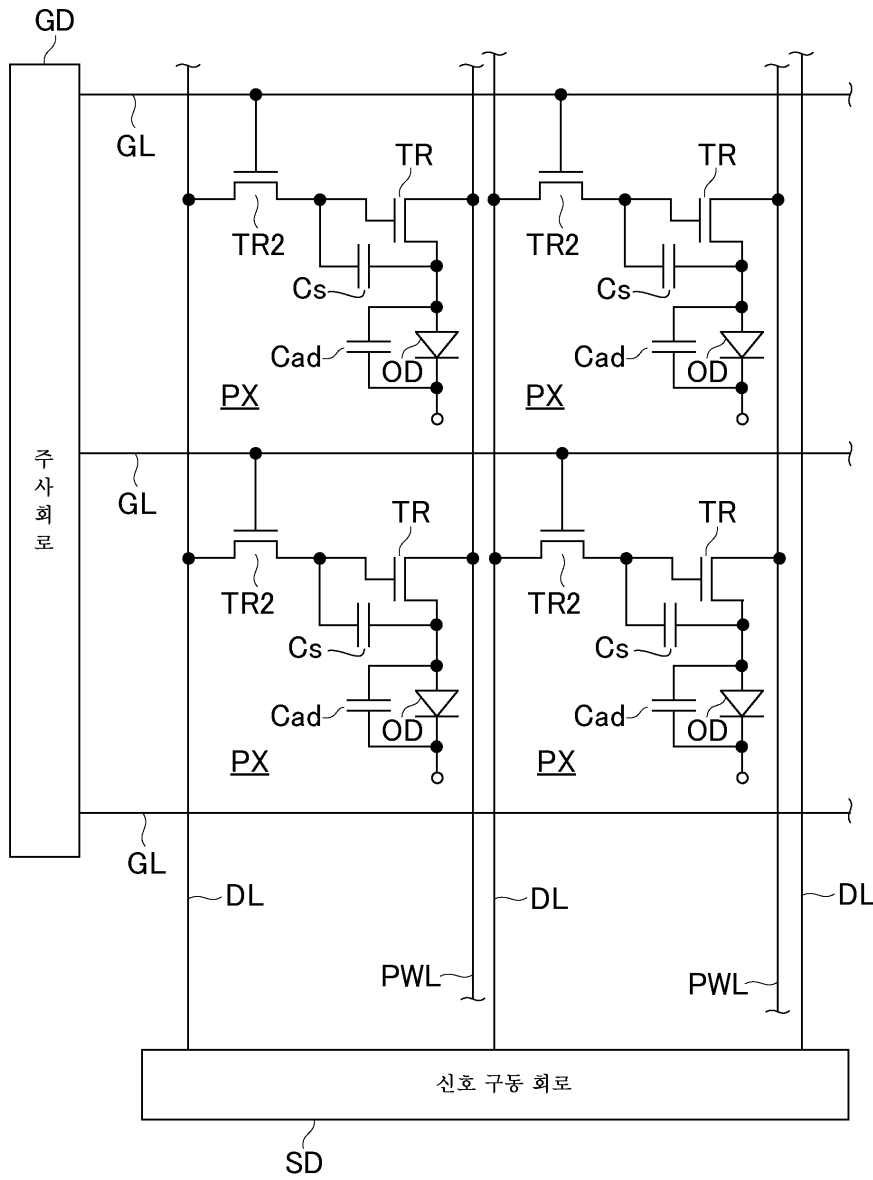 GD
GL
TR
TR
TR2
TR2
Cs
Cs
Cad
OD
Cad
OD
PX
PX
주사회로
GL
TR
TR
TR2
TR2
Cs
Cs
Cad
OD
Cad
OD
PX
PX
GL
DL
DL
DL
PWL
PWL
신호 구동 회로
SD